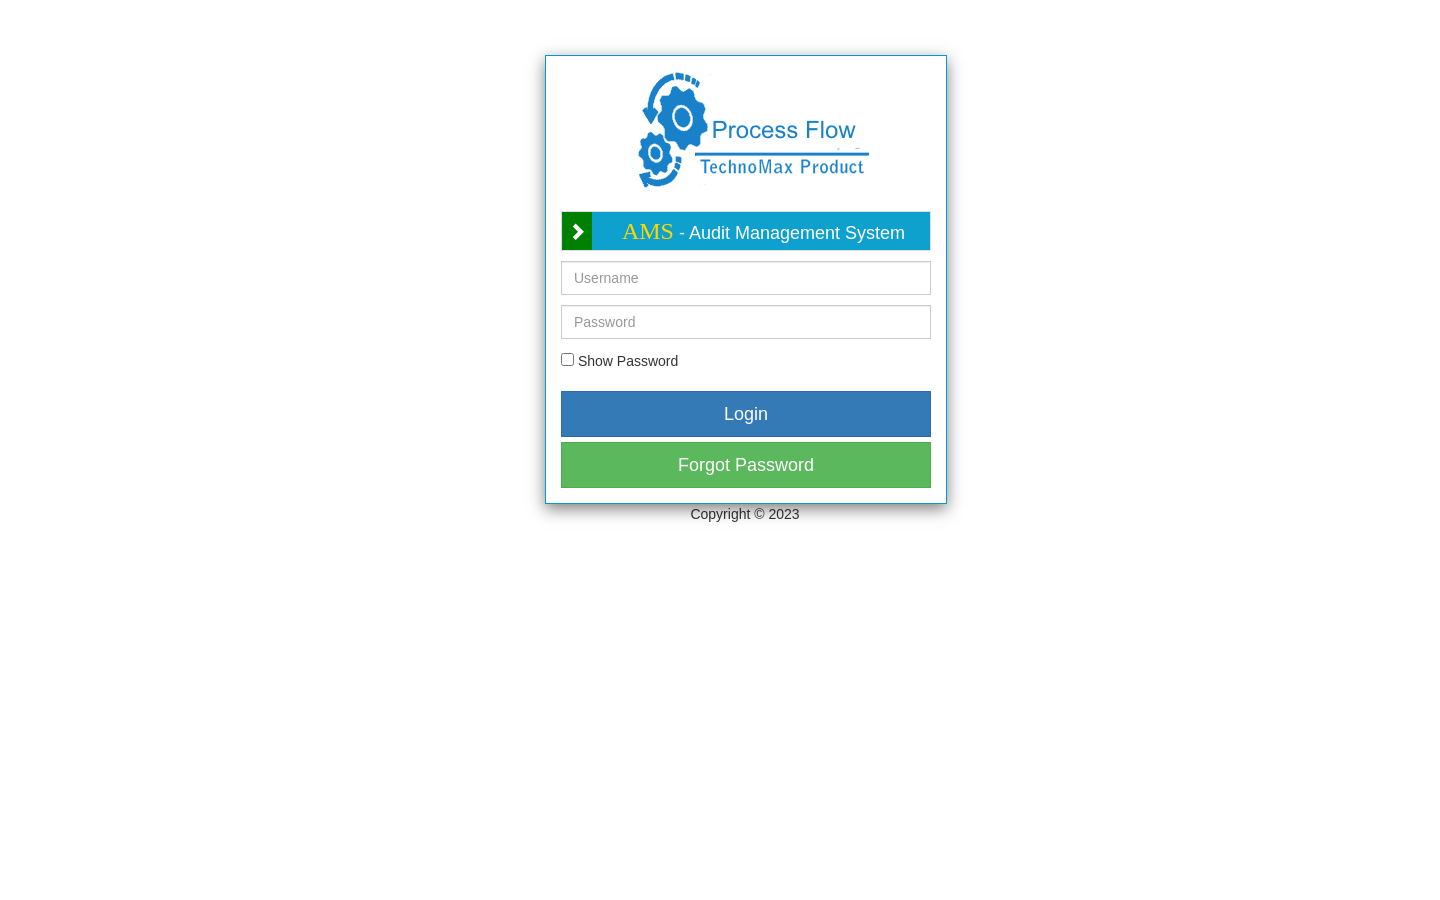 Process Flow
TechnoMax Product
AMS - Audit Management System
Username
Password
Show Password
Login
Forgot Password
Copyright © 2023